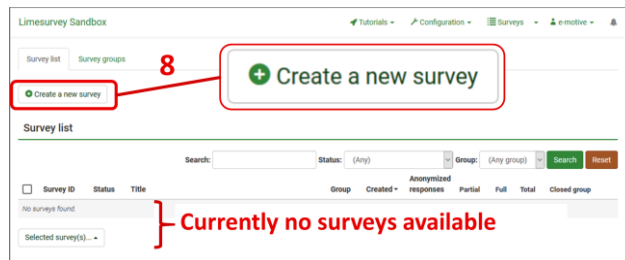 Limesurvey Sandbox
Tutorials
Configuration
Surveys
e-motive
Survey list
Survey groups
8
Create a new survey
Create a new survey
Survey list
Search:
Status: (Any)
Group: (Any group)
Search
Reset
Survey ID
Status
Title
Group
Created
Anonymized
responses
Partial
Full
Total
Closed group
No surveys found.
Currently no surveys available
Selected survey(s)...